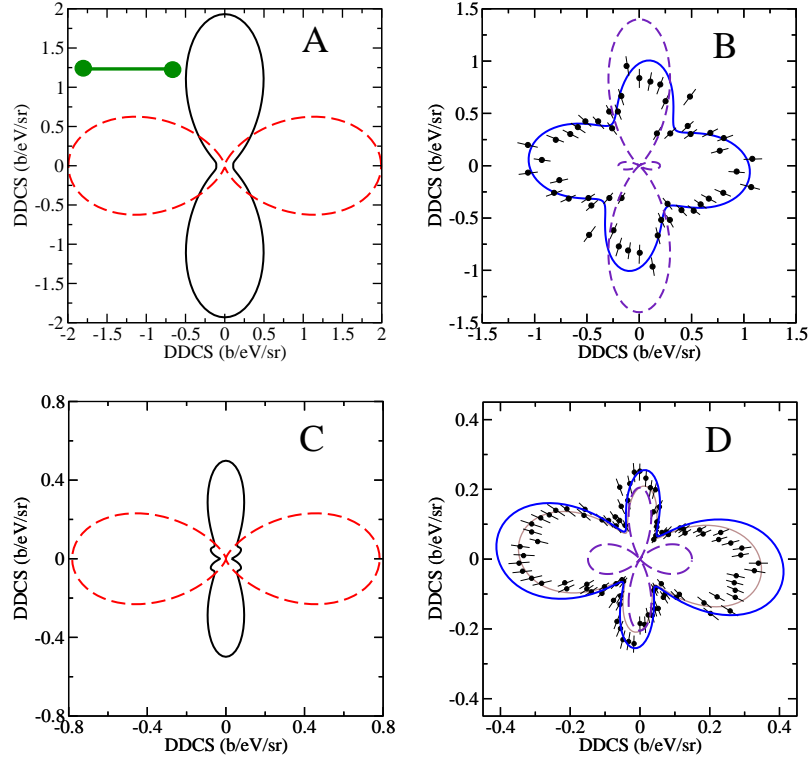 A
2
1.5
1
0.5
0
-0.5
-1
-1.5
-2
DDCS (b/eV/sr)
-2 -1.5 -1 -0.5 0 0.5 1 1.5 2
DDCS (b/eV/sr)
B
1.5
1
0.5
0
-0.5
-1
-1.5
DDCS (b/eV/sr)
-1.5 -1 -0.5 0 0.5 1 1.5
DDCS (b/eV/sr)
C
0.8
0.4
0
-0.4
-0.8
DDCS (b/eV/sr)
-0.8 -0.4 0 0.4 0.8
DDCS (b/eV/sr)
D
0.4
0.2
0
-0.2
-0.4
DDCS (b/eV/sr)
-0.4 -0.2 0 0.2 0.4
DDCS (b/eV/sr)